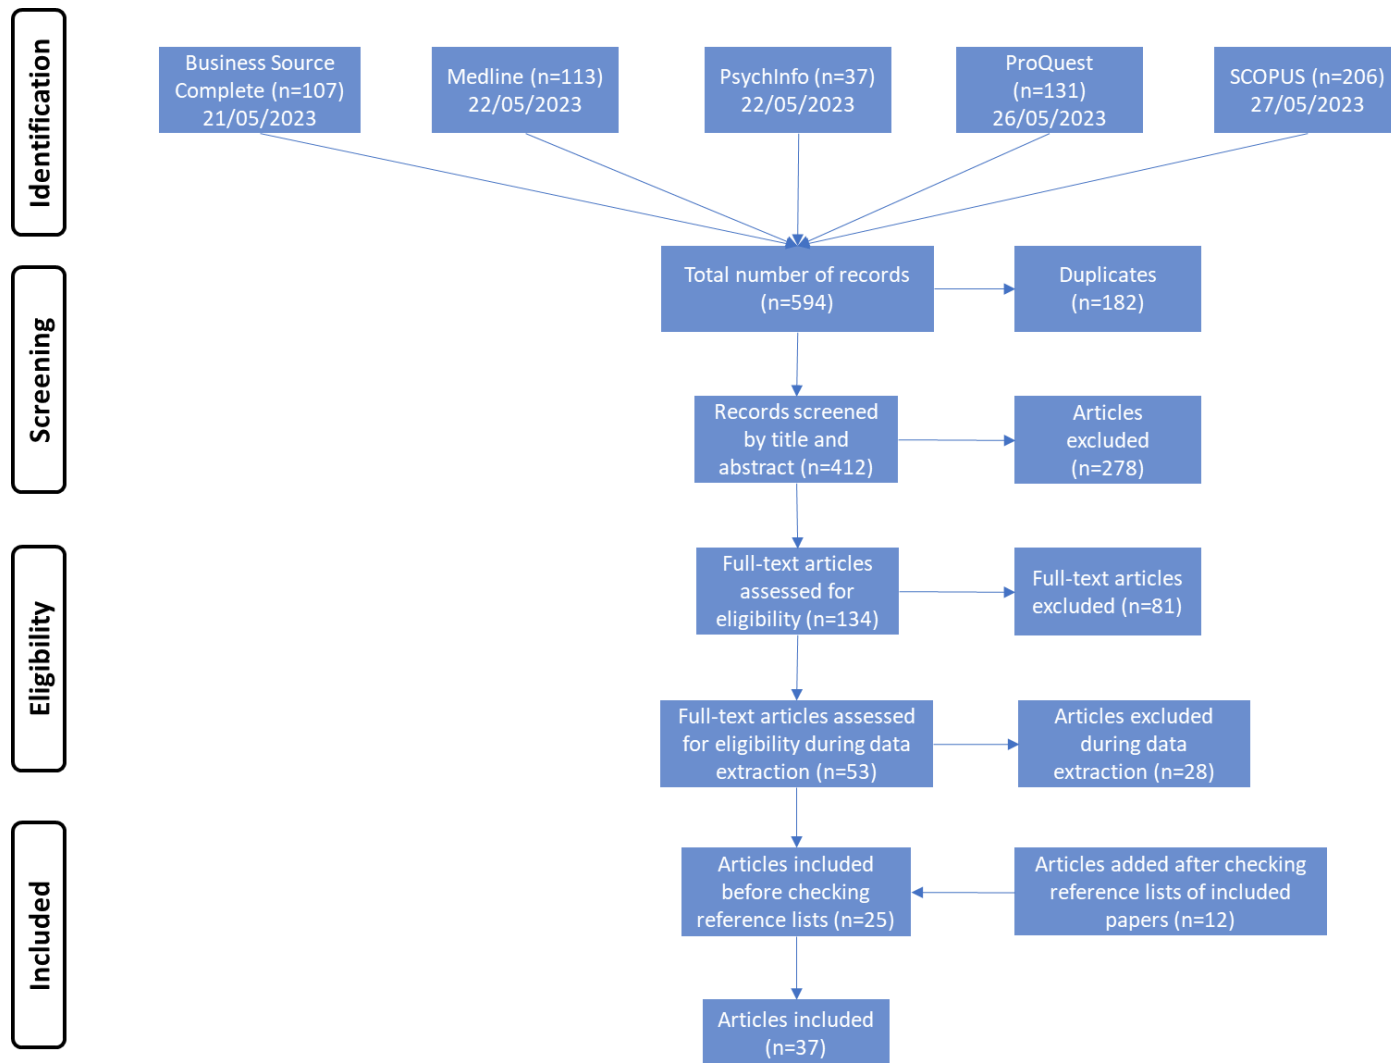 Identification
Business Source
Complete (n=107)
21/05/2023
Medline (n=113)
22/05/2023
PsychInfo (n=37)
22/05/2023
ProQuest
(n=131)
26/05/2023
SCOPUS (n=206)
27/05/2023
Screening
Total number of records
(n=594)
Duplicates
(n=182)
Records screened
by title and
abstract (n=412)
Articles
excluded
(n=278)
Eligibility
Full-text articles
assessed for
eligibility (n=134)
Full-text articles
excluded (n=81)
Full-text articles assessed
for eligibility during data
extraction (n=53)
Articles excluded
during data
extraction (n=28)
Included
Articles included
before checking
reference lists (n=25)
Articles added after checking
reference lists of included
papers (n=12)
Articles included
(n=37)